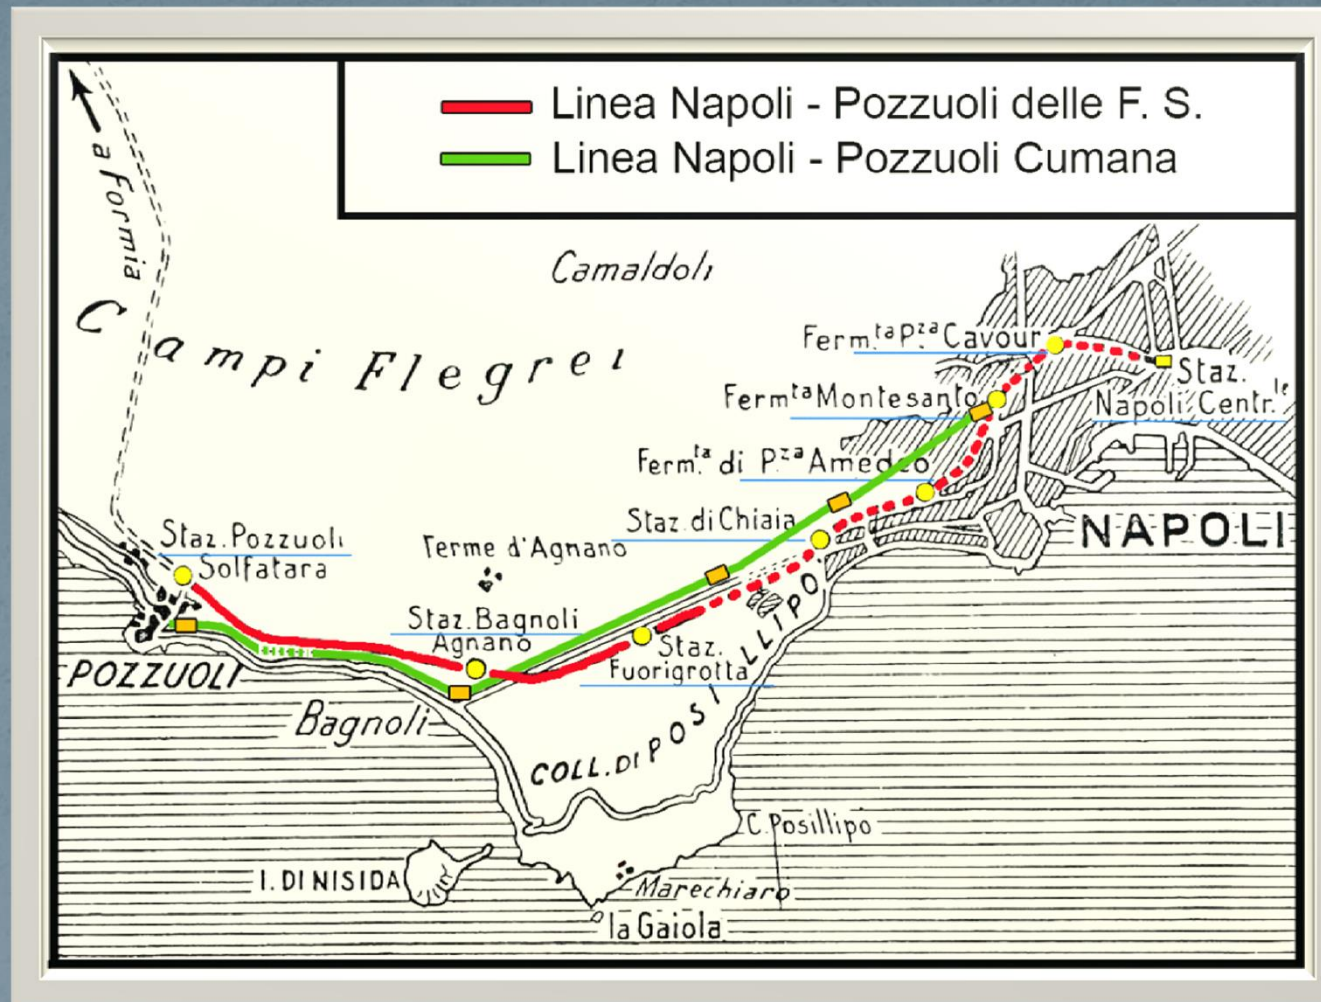 Linea Napoli - Pozzuoli delle F. S.
Linea Napoli - Pozzuoli Cumana
a Formia
Camaldoli
Campi Flegrei
Ferm.ta P.za Cavour
Staz.
Napoli Centr.le
Fermta Montesanto
Ferm.ta di P.za Amedeo
Staz. di Chiaia
NAPOLI
Staz. Pozzuoli
Solfatara
Terme d'Agnano
Staz. Bagnoli
Agnano
Staz.
Fuorigrotta
POZZUOLI
Bagnoli
COLL. DI POSILLIPO
C. Posillipo
I. DI NISIDA
Marechiaro
la Gaiola